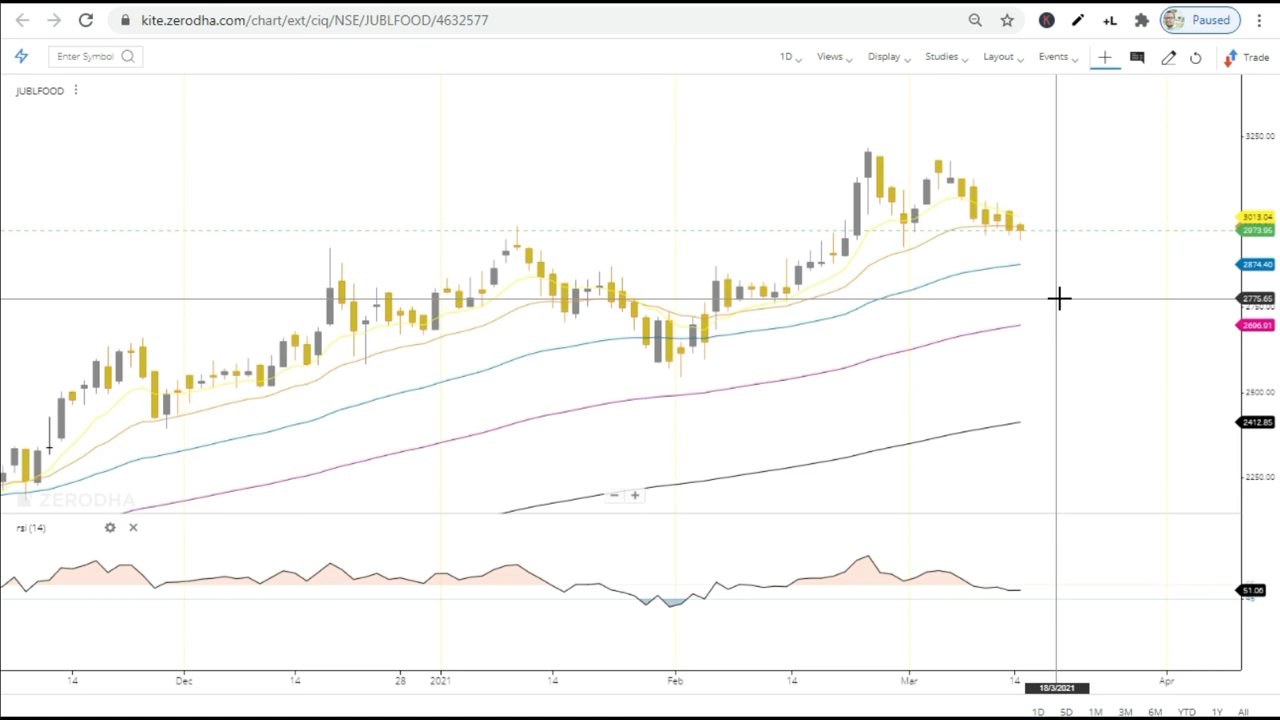 kite.zerodha.com/chart/ext/ciq/NSE/JUBLFOOD/4632577 K +L Paused
Enter Symbol 1D Views Display Studies Layout Events Trade
JUBLFOOD
3250.00
3013.04
2973.95
2874.40
2775.65
2696.91
2500.00
2412.85
2250.00
ZERODHA
rsi (14)
51.06
14 Dec 14 28 2021 14 Feb 14 Mar 14 Apr
18/3/2021
1D 5D 1M 3M 6M YTD 1Y All